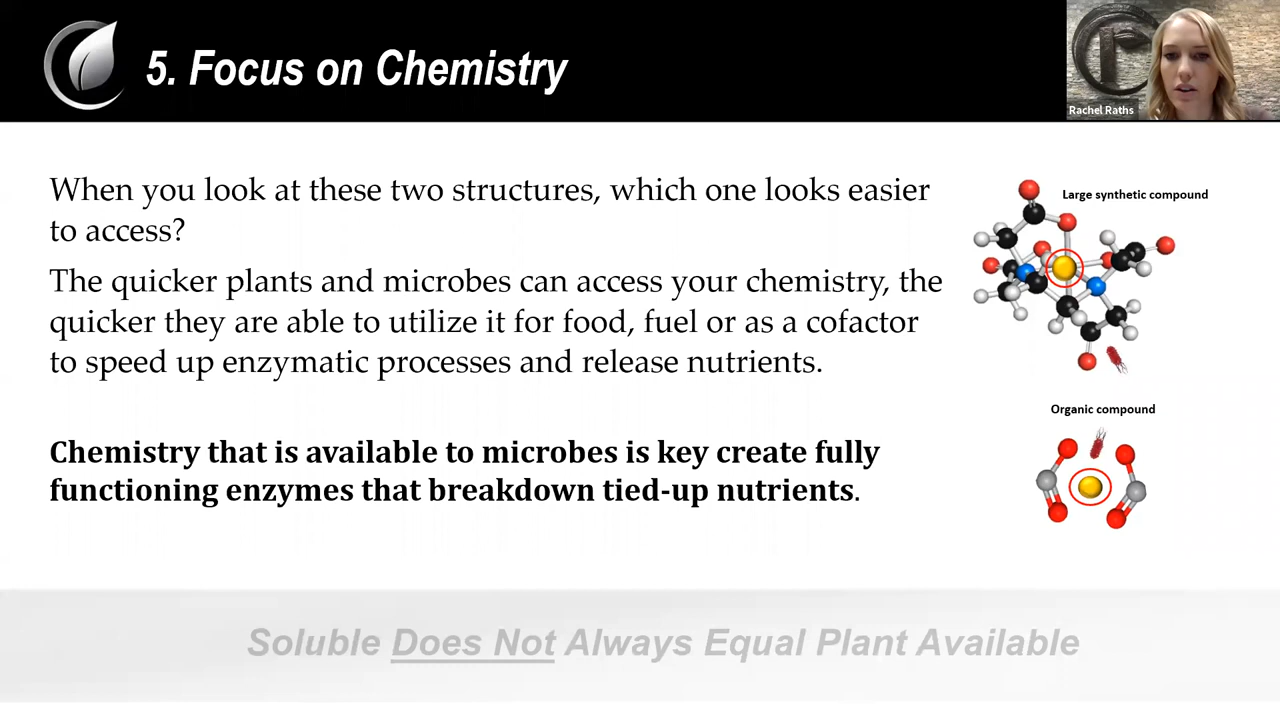 5. Focus on Chemistry
Rachel Raths
When you look at these two structures, which one looks easier
to access?
The quicker plants and microbes can access your chemistry, the
quicker they are able to utilize it for food, fuel or as a cofactor
to speed up enzymatic processes and release nutrients.
Chemistry that is available to microbes is key create fully
functioning enzymes that breakdown tied-up nutrients.
Large synthetic compound
Organic compound
Soluble Does Not Always Equal Plant Available